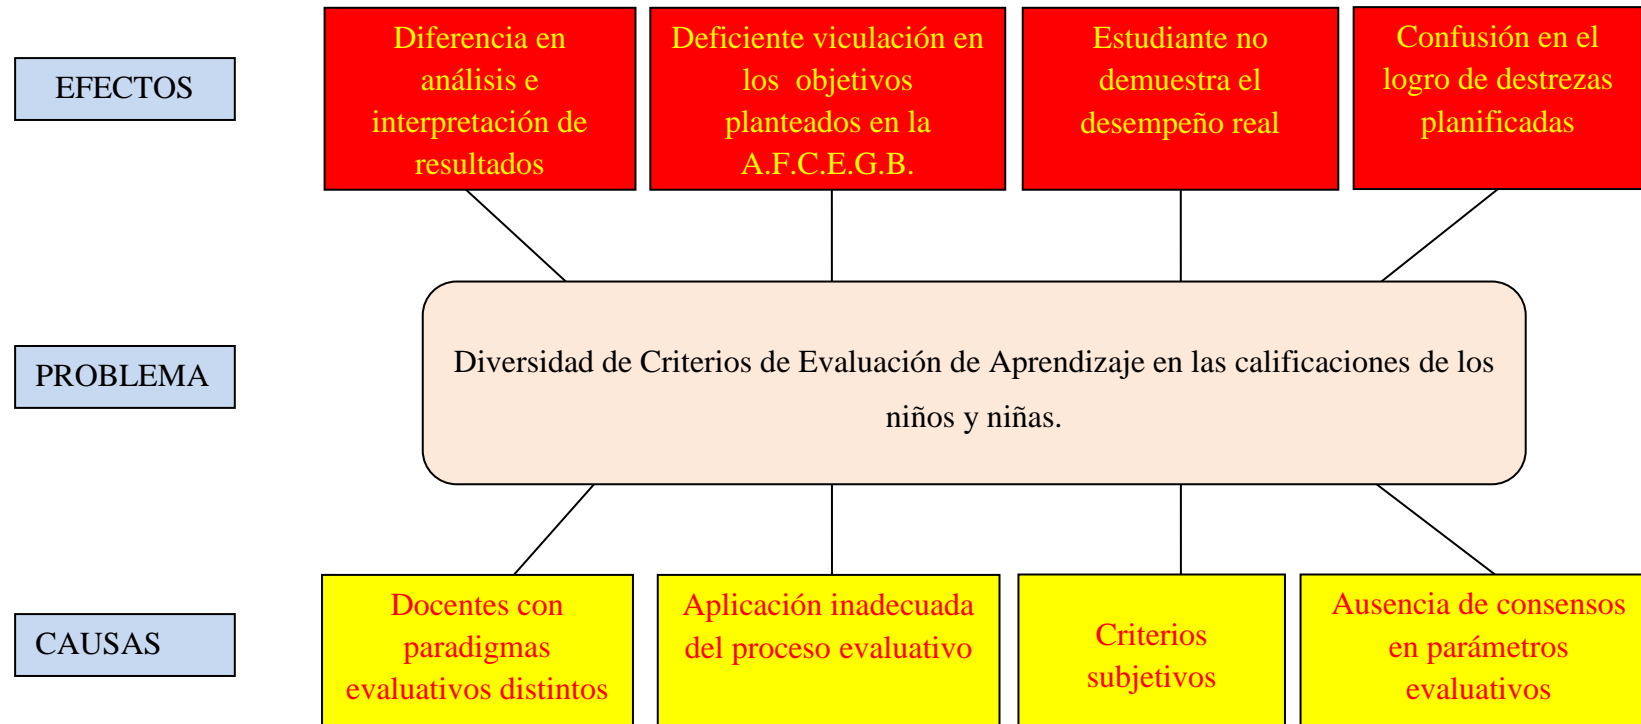 EFECTOS
Diferencia en
análisis e
interpretación de
resultados
Deficiente viculación en
los objetivos
planteados en la
A.F.C.E.G.B.
Estudiante no
demuestra el
desempeño real
Confusión en el
logro de destrezas
planificadas
PROBLEMA
Diversidad de Criterios de Evaluación de Aprendizaje en las calificaciones de los
niños y niñas.
CAUSAS
Docentes con
paradigmas
evaluativos distintos
Aplicación inadecuada
del proceso evaluativo
Criterios
subjetivos
Ausencia de consensos
en parámetros
evaluativos